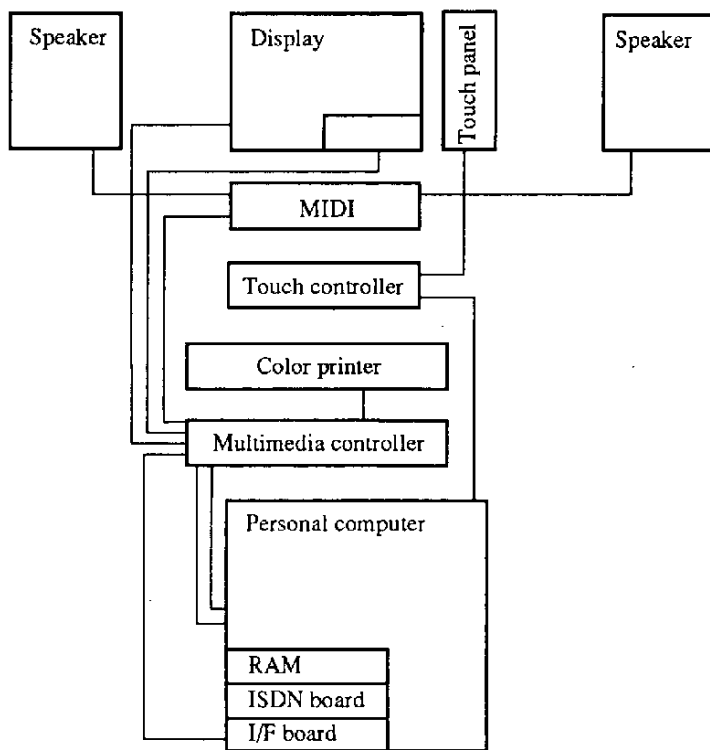 Speaker
Display
Touch panel
Speaker
MIDI
Touch controller
Color printer
Multimedia controller
Personal computer
RAM
ISDN board
I/F board